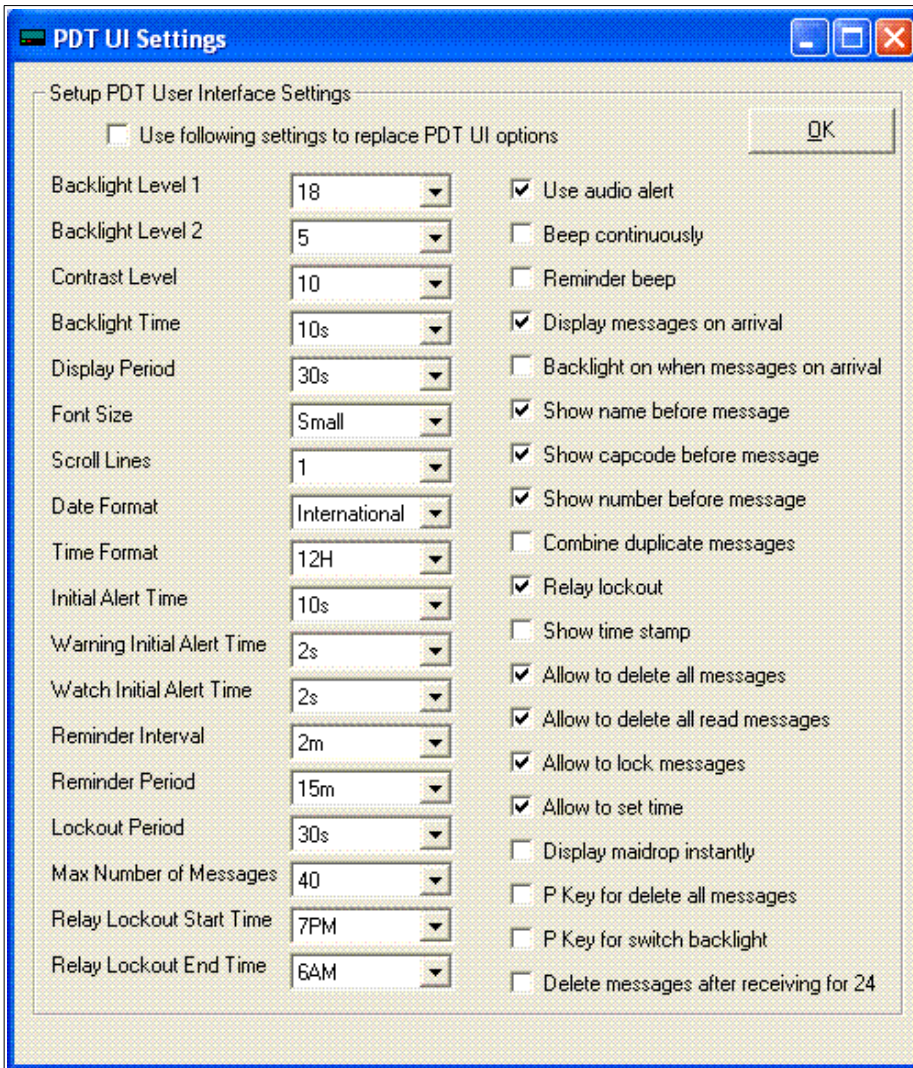 PDT UI Settings
Setup PDT User Interface Settings
Use following settings to replace PDT UI options
OK
Backlight Level 1
18
Backlight Level 2
5
Contrast Level
10
Backlight Time
10s
Display Period
30s
Font Size
Small
Scroll Lines
1
Date Format
International
Time Format
12H
Initial Alert Time
10s
Warning Initial Alert Time
2s
Watch Initial Alert Time
2s
Reminder Interval
2m
Reminder Period
15m
Lockout Period
30s
Max Number of Messages
40
Relay Lockout Start Time
7PM
Relay Lockout End Time
6AM
Use audio alert
Beep continuously
Reminder beep
Display messages on arrival
Backlight on when messages on arrival
Show name before message
Show capcode before message
Show number before message
Combine duplicate messages
Relay lockout
Show time stamp
Allow to delete all messages
Allow to delete all read messages
Allow to lock messages
Allow to set time
Display maidrop instantly
P Key for delete all messages
P Key for switch backlight
Delete messages after receiving for 24